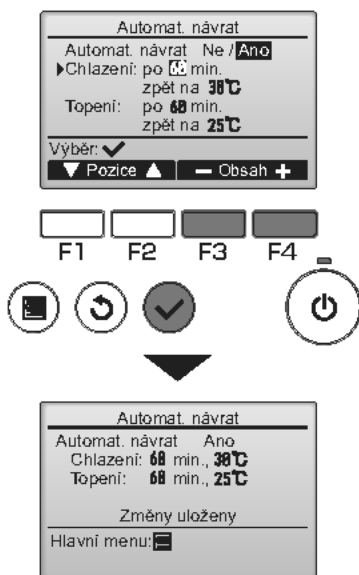 Automat. návrat
Automat. návrat Ne / Ano
▶Chlazení: po 60 min.
zpět na 30℃
Topení: po 60 min.
zpět na 25℃
Výběr: ✔
▼ Pozice ▲ − Obsah +
F1 F2 F3 F4
Automat. návrat
Automat. návrat Ano
Chlazení: 60 min., 30℃
Topení: 60 min., 25℃
Změny uloženy
Hlavní menu: